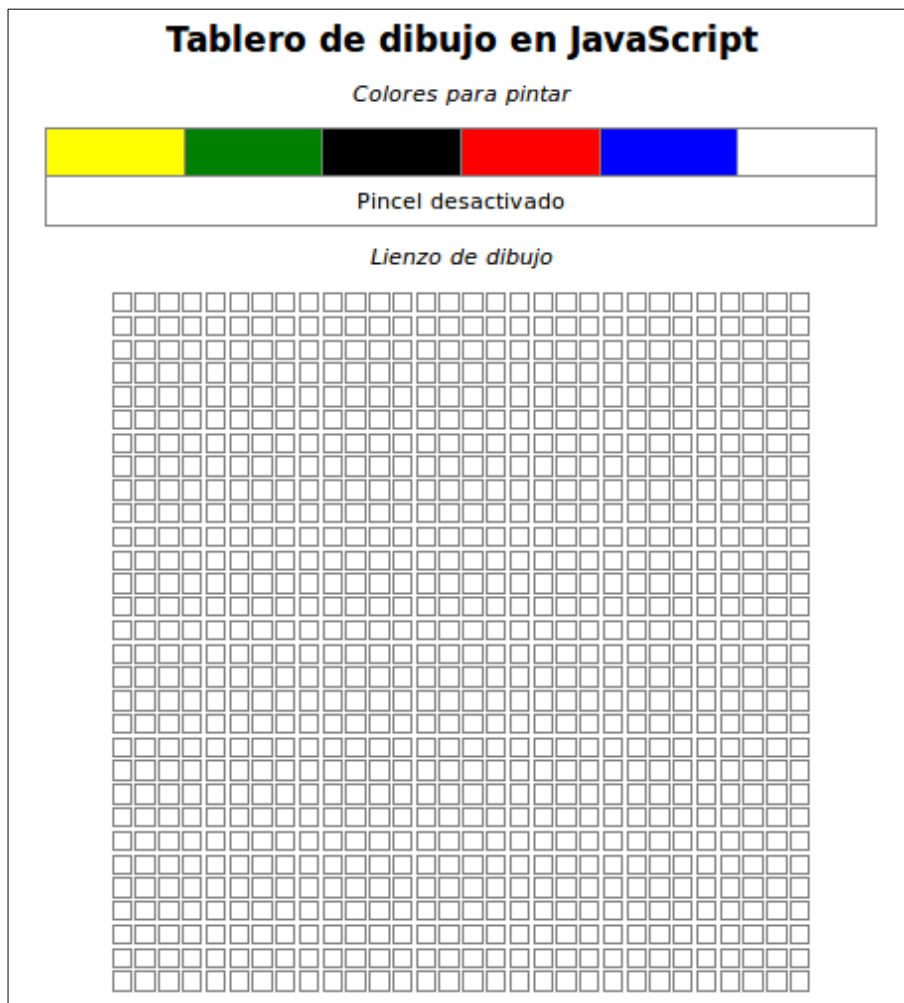 Tablero de dibujo en JavaScript
Colores para pintar
Pincel desactivado
Lienzo de dibujo